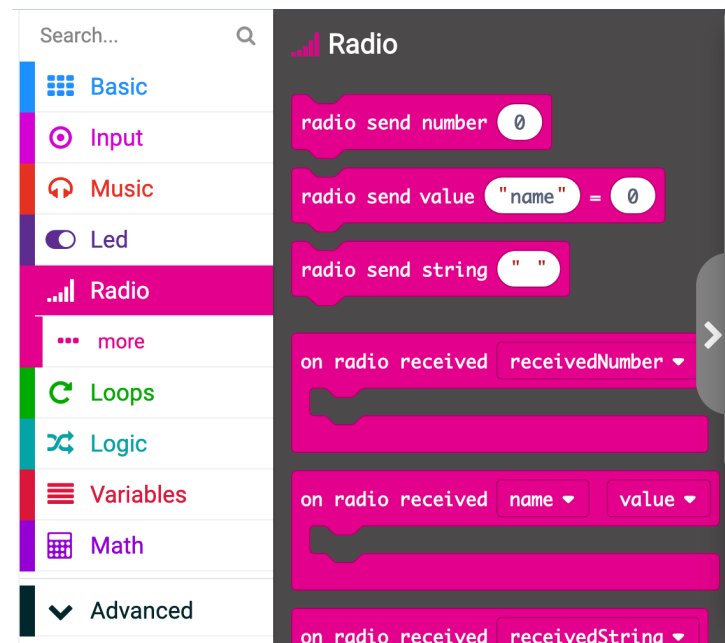 Search...
Basic
Input
Music
Led
Radio
more
Loops
Logic
Variables
Math
Advanced
Radio
radio send number 0
radio send value "name" = 0
radio send string " "
on radio received receivedNumber
on radio received name value
on radio received receivedString